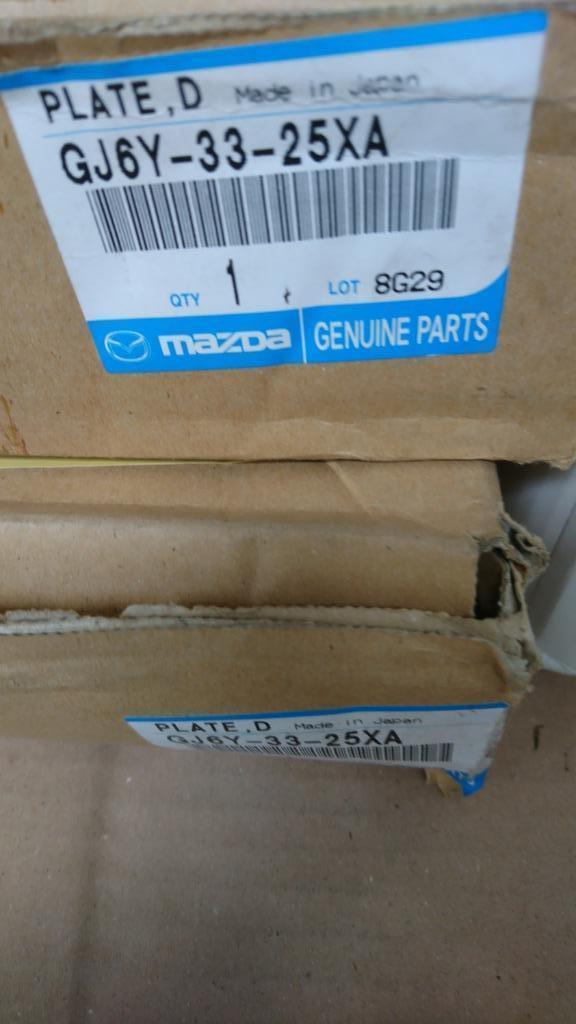 PLATE,D Made in Japan
GJ6Y-33-25XA
QTY 1 LOT 8G29
mazda GENUINE PARTS
PLATE,D Made in Japan
GJ6Y-33-25XA